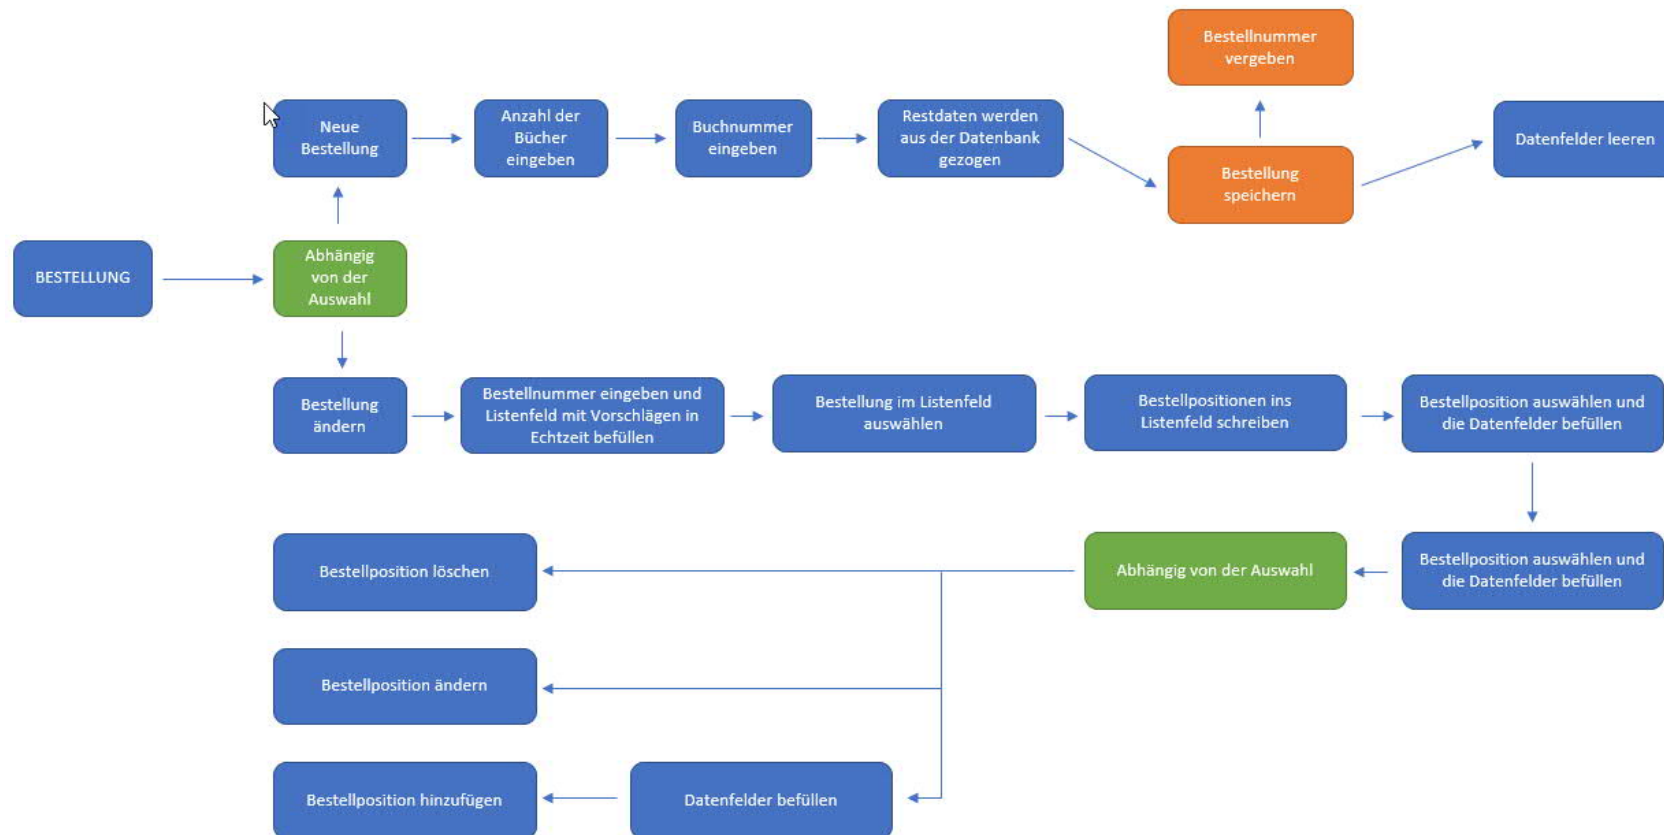 Bestellnummer
vergeben
Neue
Bestellung
Anzahl der
Bücher
eingeben
Buchnummer
eingeben
Restdaten werden
aus der Datenbank
gezogen
Bestellung
speichern
Datenfelder leeren
BESTELLUNG
Abhängig
von der
Auswahl
Bestellung
ändern
Bestellnummer eingeben und
Listenfeld mit Vorschlägen in
Echtzeit befüllen
Bestellung im Listenfeld
auswählen
Bestellpositionen ins
Listenfeld schreiben
Bestellposition auswählen und
die Datenfelder befüllen
Bestellposition löschen
Abhängig von der Auswahl
Bestellposition auswählen und
die Datenfelder befüllen
Bestellposition ändern
Bestellposition hinzufügen
Datenfelder befüllen